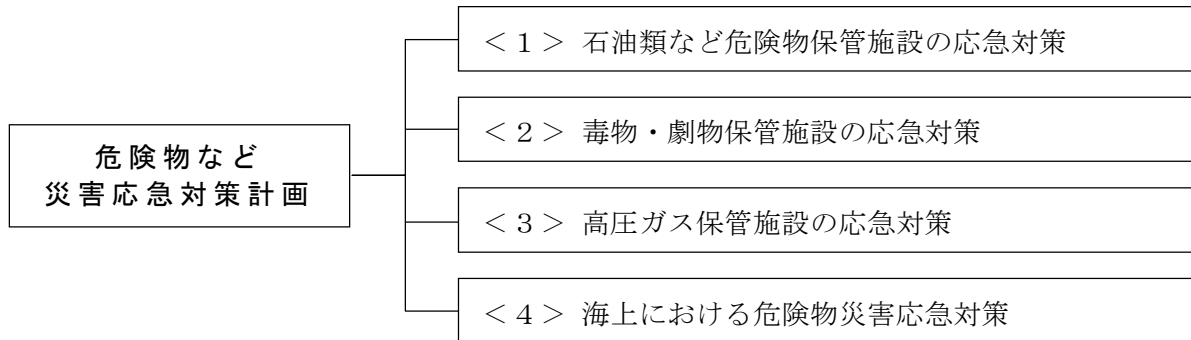 危険物など
災害応急対策計画
＜１＞ 石油類など危険物保管施設の応急対策
＜２＞ 毒物・劇物保管施設の応急対策
＜３＞ 高圧ガス保管施設の応急対策
＜４＞ 海上における危険物災害応急対策